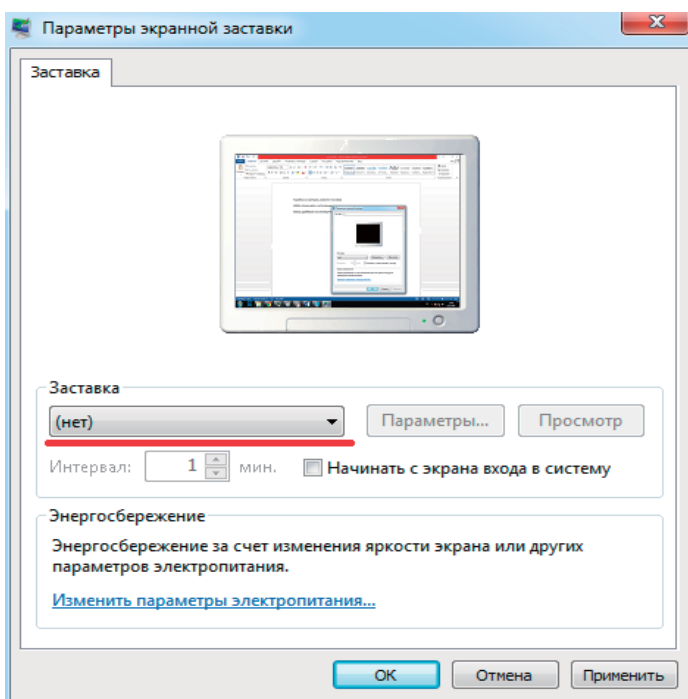 Параметры экранной заставки
Заставка
Заставка
(нет)
Параметры...
Просмотр
Интервал: 1 мин.
Начинать с экрана входа в систему
Энергосбережение
Энергосбережение за счет изменения яркости экрана или других
параметров электропитания.
Изменить параметры электропитания...
ОК
Отмена
Применить